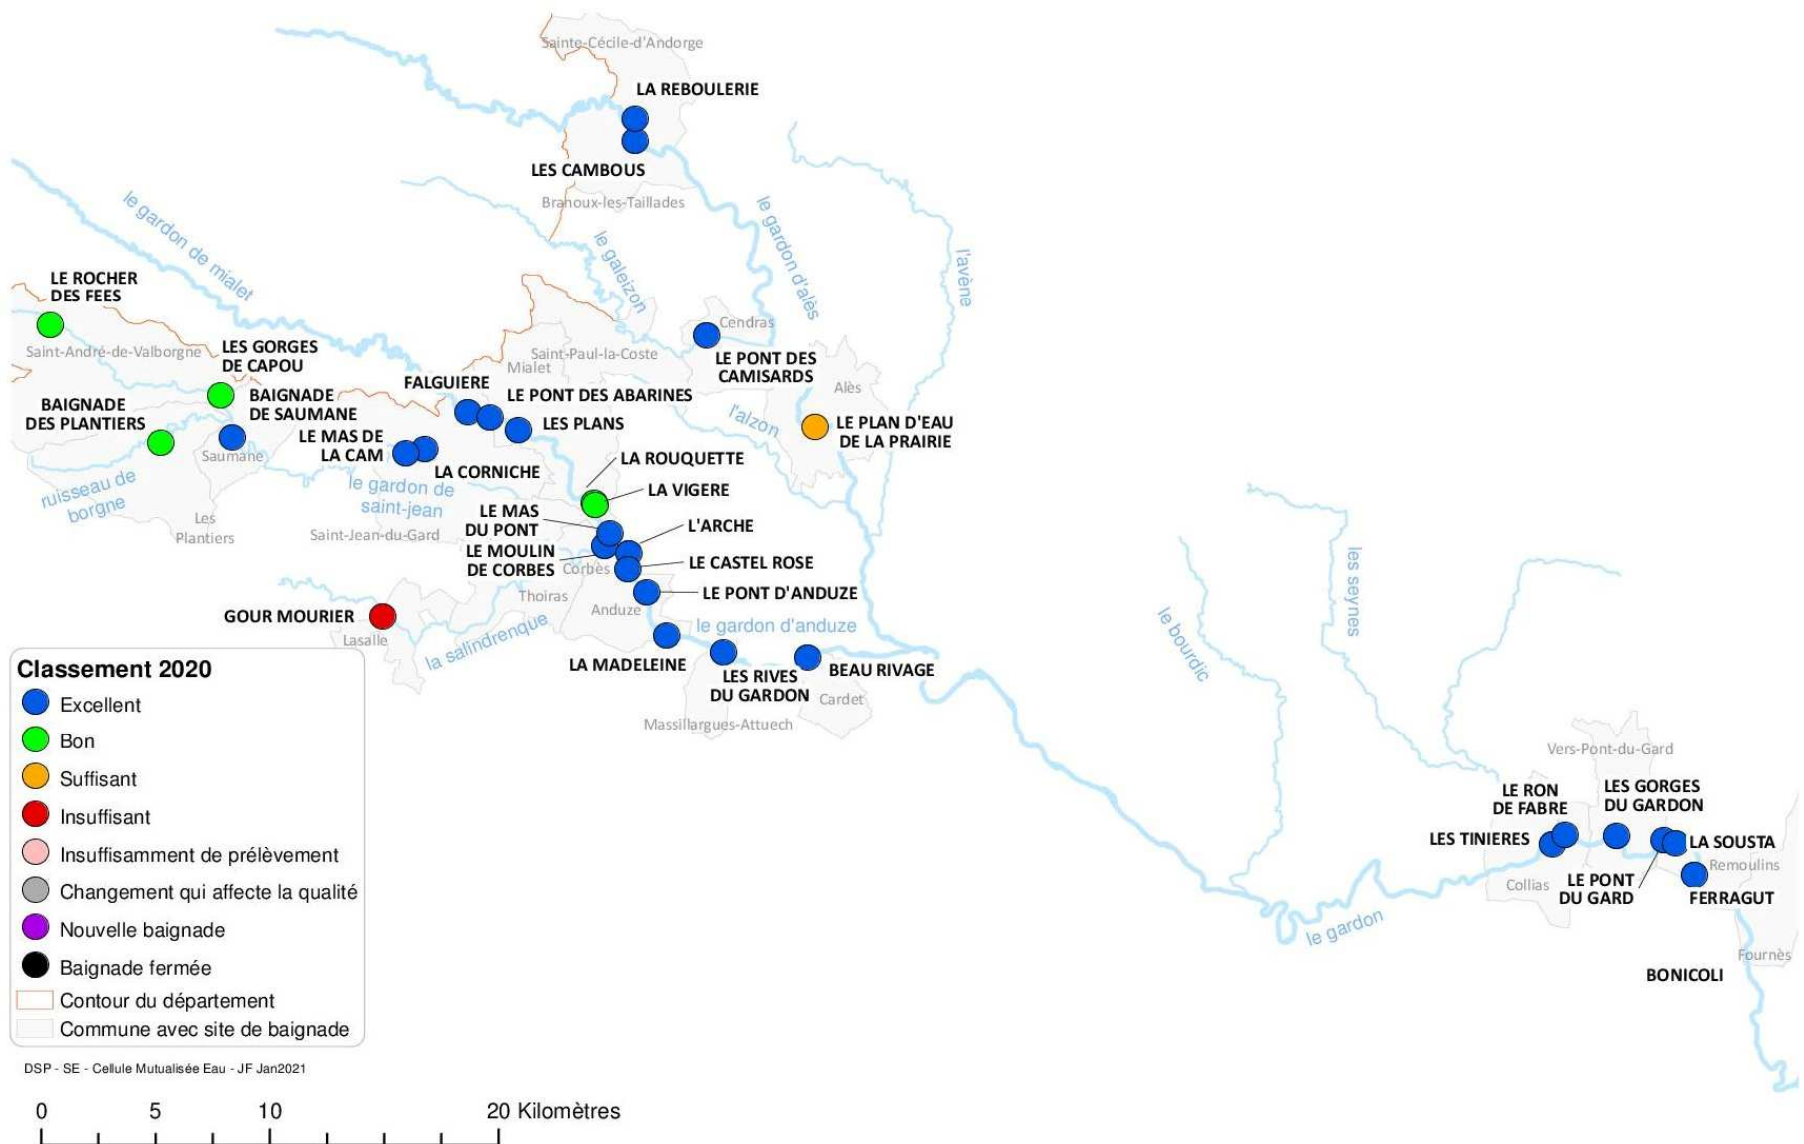 Sainte-Cécile-d'Andorge
LA REBOULERIE
LES CAMBOUS
Branoux-les-Taillades
le gardon de mialet
le galeizon
le gardon d'alès
l'avène
LE ROCHER
DES FEES
Saint-André-de-Valborgne
LES GORGES
DE CAPOU
Cendras
Saint-Paul-la-Coste
Mialet
LE PONT DES
CAMISARDS
Alès
FALGUIERE
LE PONT DES ABARINES
BAIGNADE
DES PLANTIERS
BAIGNADE
DE SAUMANE
LES PLANS
l'alzon
LE PLAN D'EAU
DE LA PRAIRIE
LE MAS DE
LA CAM
Saumane
LA CORNICHE
LA ROUQUETTE
LA VIGERE
ruisseau de
borgne
le gardon de
saint-jean
Les
Plantiers
Saint-Jean-du-Gard
LE MAS
DU PONT
L'ARCHE
LE MOULIN
DE CORBES
Corbès
LE CASTEL ROSE
Thoiras
Anduze
LE PONT D'ANDUZE
GOUR MOURIER
Lasalle
la salindrenque
le gardon d'anduze
LA MADELEINE
LES RIVES
DU GARDON
BEAU RIVAGE
Cardet
Massillargues-Attuech
le bourdic
les seynes
Vers-Pont-du-Gard
LE RON
DE FABRE
LES GORGES
DU GARDON
LES TINIERES
LA SOUSTA
Remoulins
Collias
LE PONT
DU GARD
FERRAGUT
le gardon
Fournès
BONICOLI
Classement 2020
Excellent
Bon
Suffisant
Insuffisant
Insuffisamment de prélèvement
Changement qui affecte la qualité
Nouvelle baignade
Baignade fermée
Contour du département
Commune avec site de baignade
DSP - SE - Cellule Mutualisée Eau - JF Jan2021
0 5 10 20 Kilomètres